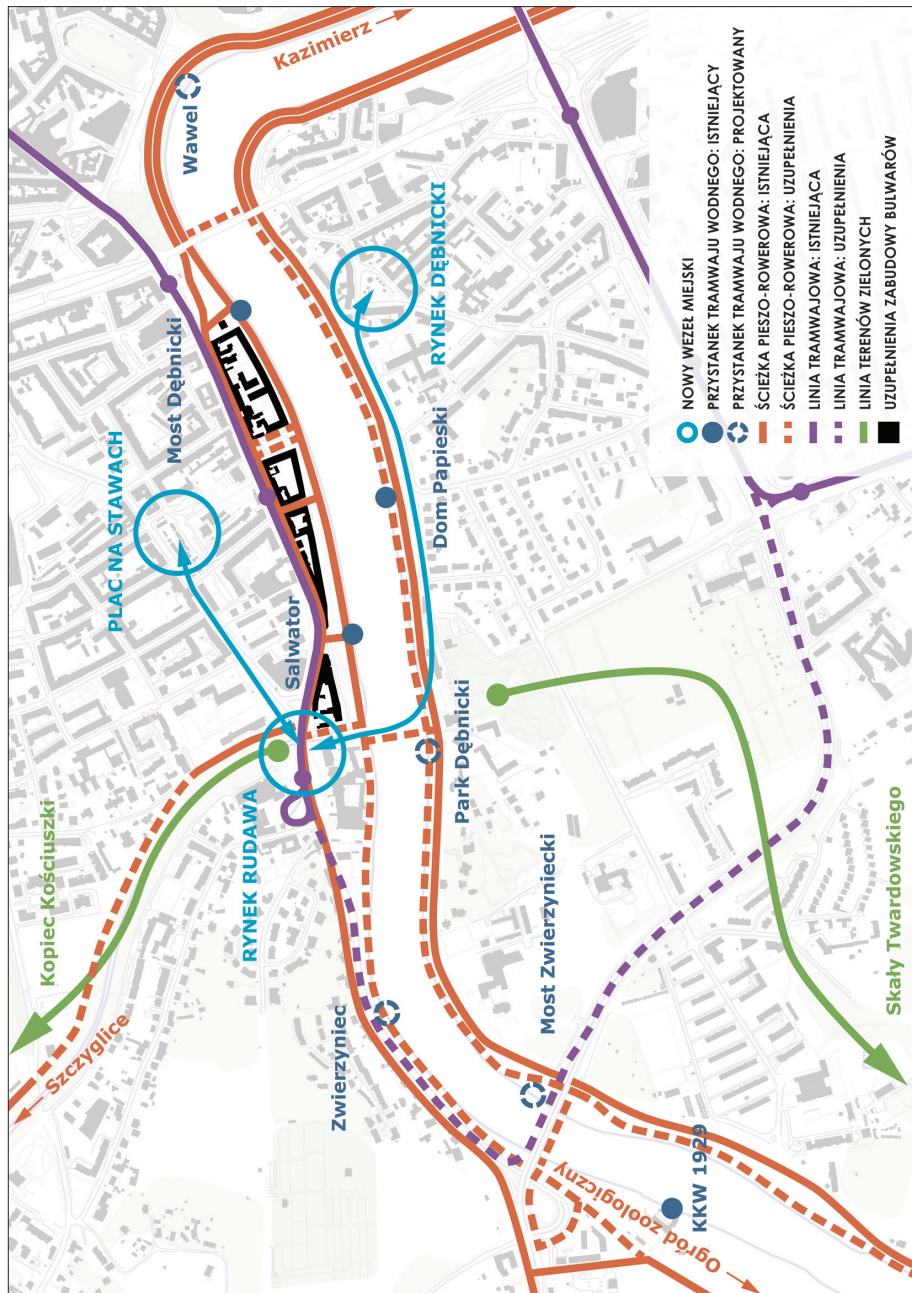 Kopiec Kościuszki
Szczyglice
RYNEK RUDAWA
Zwierzyniec
PLAC NA STAWACH
Salwator
Most Dębnicki
Wawel
Kazimierz
RYNEK DĘBNICKI
Dom Papieski
Park Dębnicki
Most Zwierzyniecki
KKW 1929
Ogród zoologiczny
Skały Twardowskiego
NOWY WĘZEŁ MIEJSKI
PRZYSTANEK TRAMWAJU WODNEGO: ISTNIEJĄCY
PRZYSTANEK TRAMWAJU WODNEGO: PROJEKTOWANY
ŚCIEŻKA PIESZO-ROWEROWA: ISTNIEJĄCA
ŚCIEŻKA PIESZO-ROWEROWA: UZUPEŁNIENIA
LINIA TRAMWAJOWA: ISTNIEJĄCA
LINIA TRAMWAJOWA: UZUPEŁNIENIA
LINIA TERENÓW ZIELONYCH
UZUPEŁNIENIA ZABUDOWY BULWARÓW